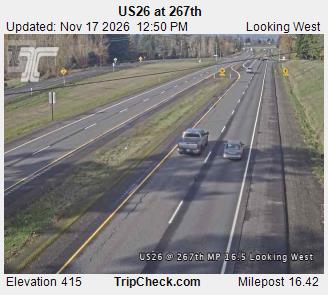 US26 at 267th
Updated: Nov 17 2026 12:50 PM Looking West
US26 @ 267th MP 16.5 Looking West
Elevation 415 TripCheck.com Milepost 16.42